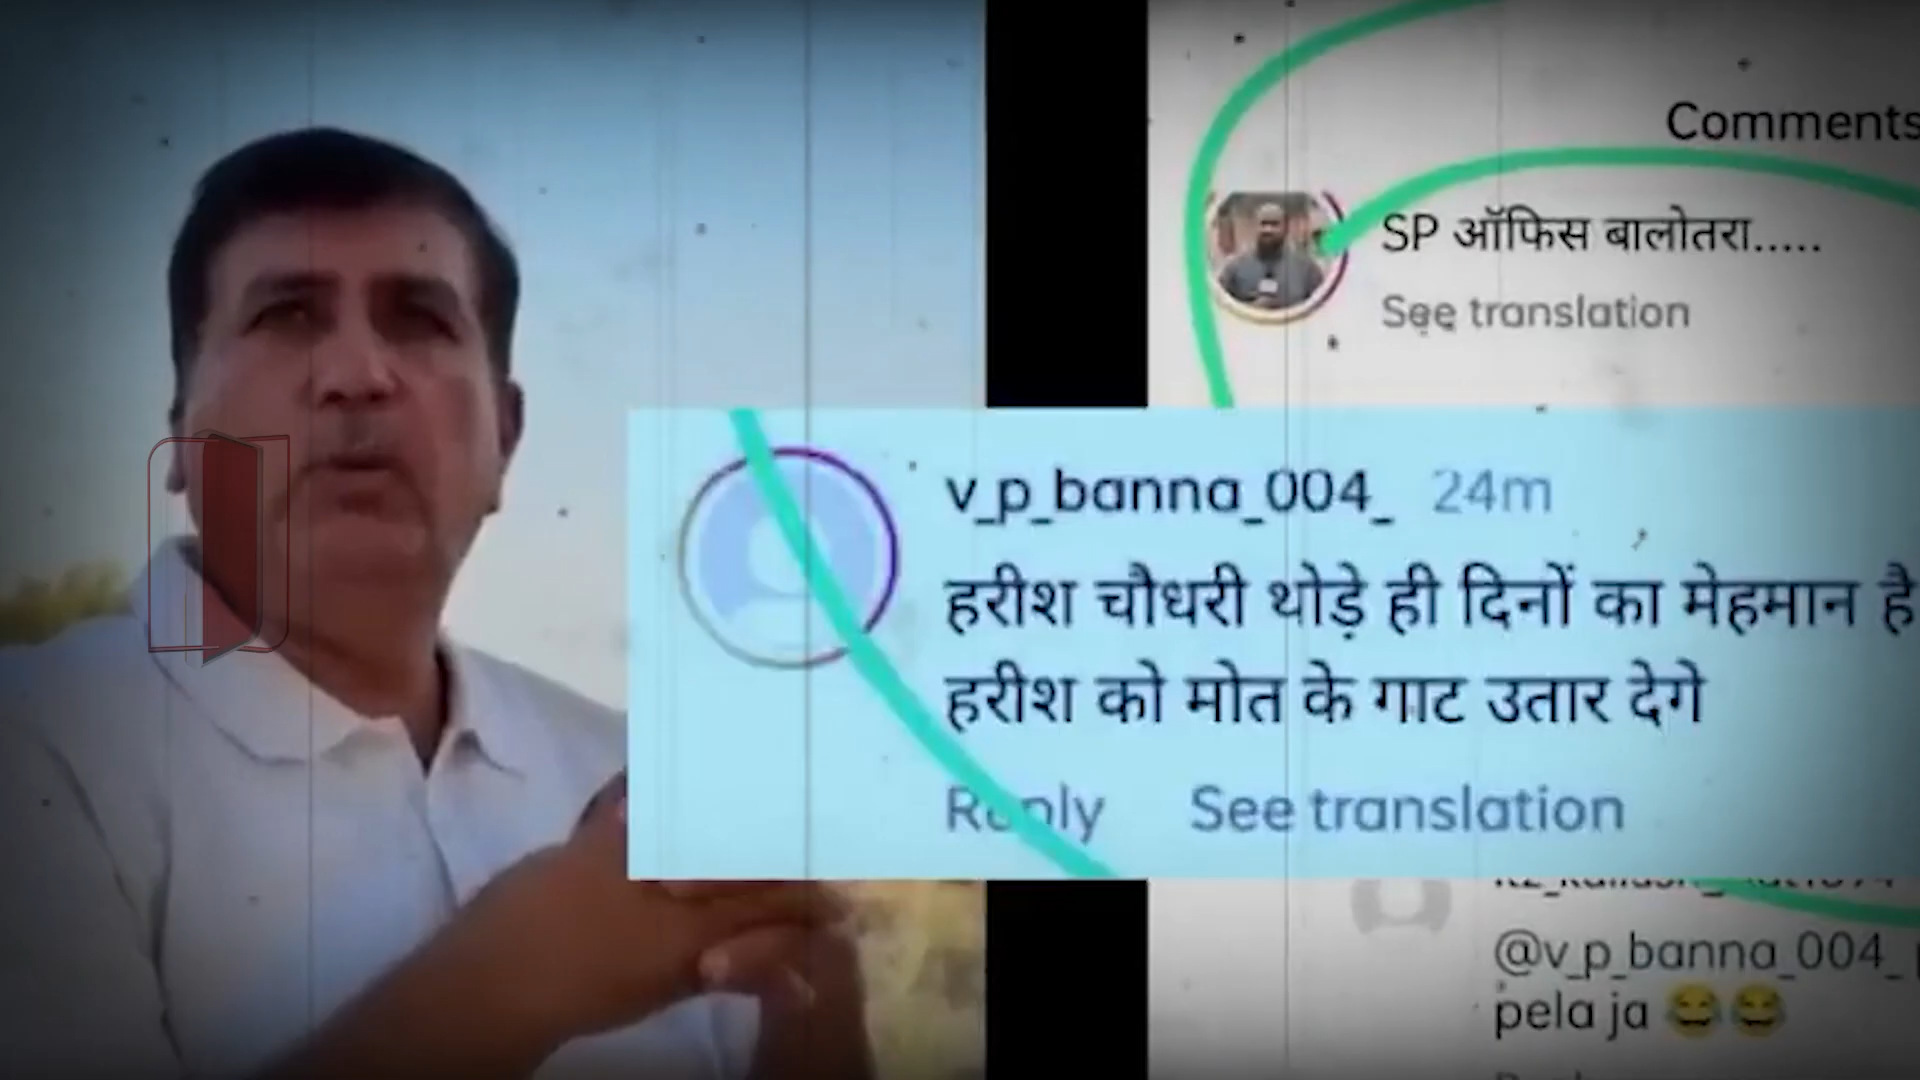 Comments
SP ऑफिस बालोतरा.....
See translation
v_p_banna_004_ 24m
हरीश चौधरी थोड़े ही दिनों का मेहमान है
हरीश को मोत के गाट उतार देगे
Reply See translation
@v_p_banna_004_
pela ja 😂😂